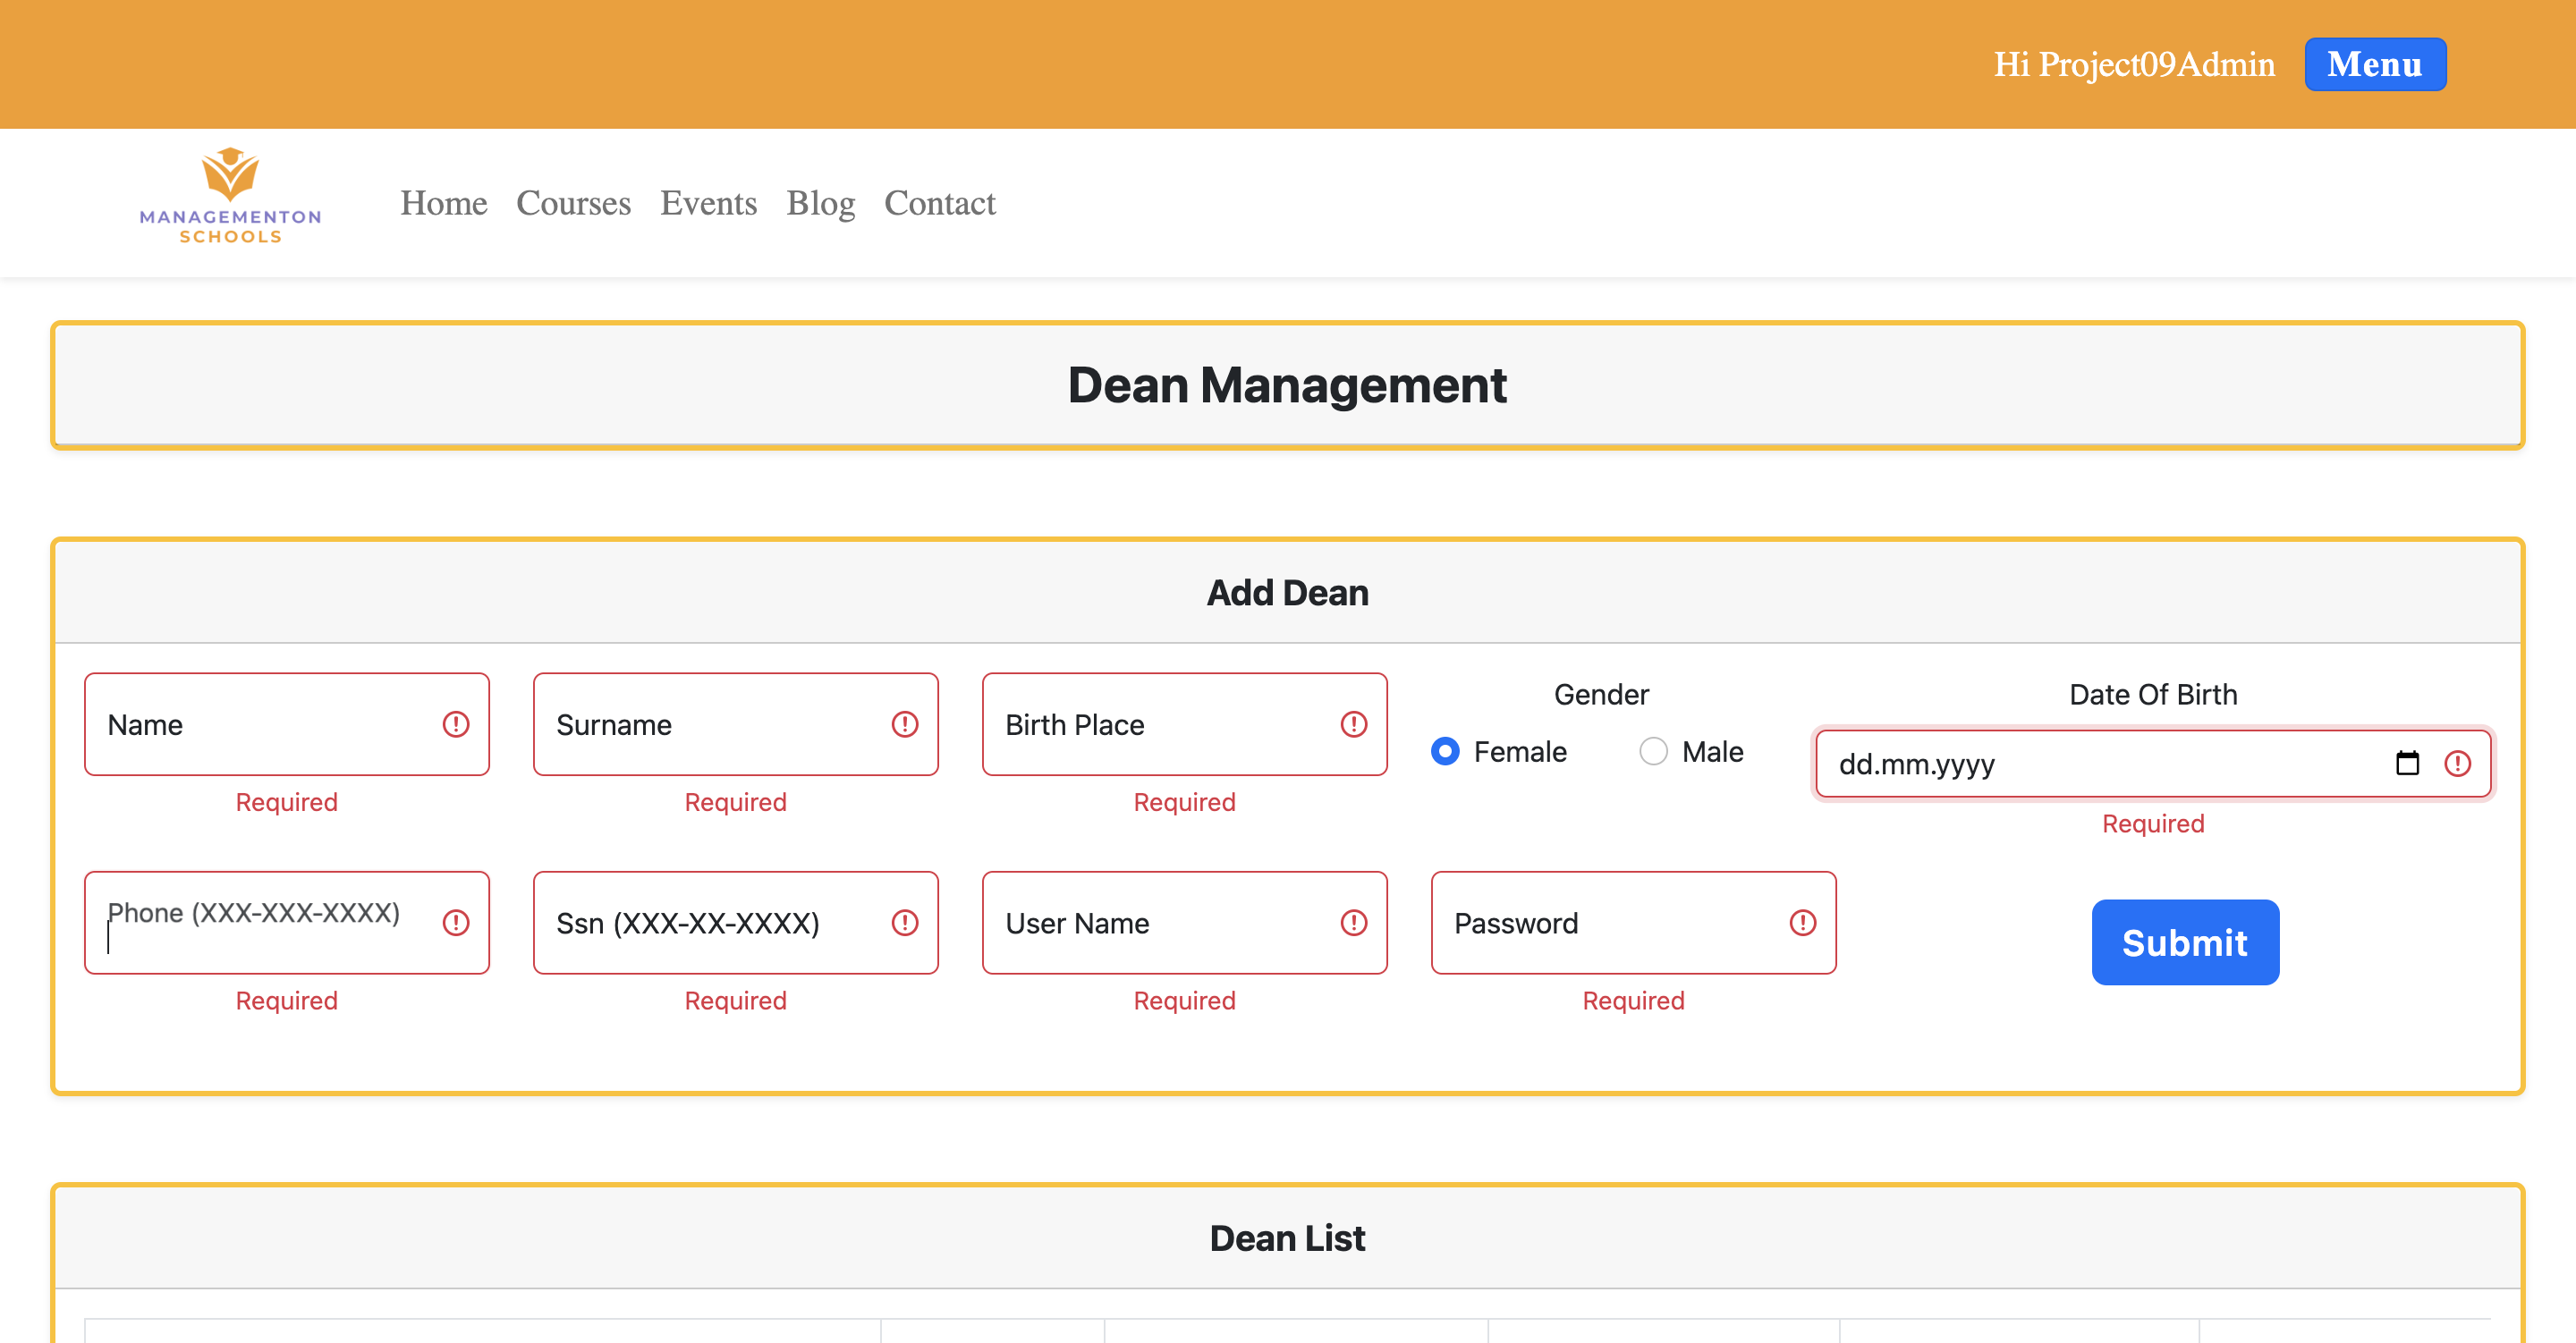 Hi Project09Admin Menu
MANAGEMENTON
SCHOOLS
Home Courses Events Blog Contact
Dean Management
Add Dean
Name
Required
Surname
Required
Birth Place
Required
Gender
Female Male
Date Of Birth
dd.mm.yyyy
Required
Phone (XXX-XXX-XXXX)
Required
Ssn (XXX-XX-XXXX)
Required
User Name
Required
Password
Required
Submit
Dean List